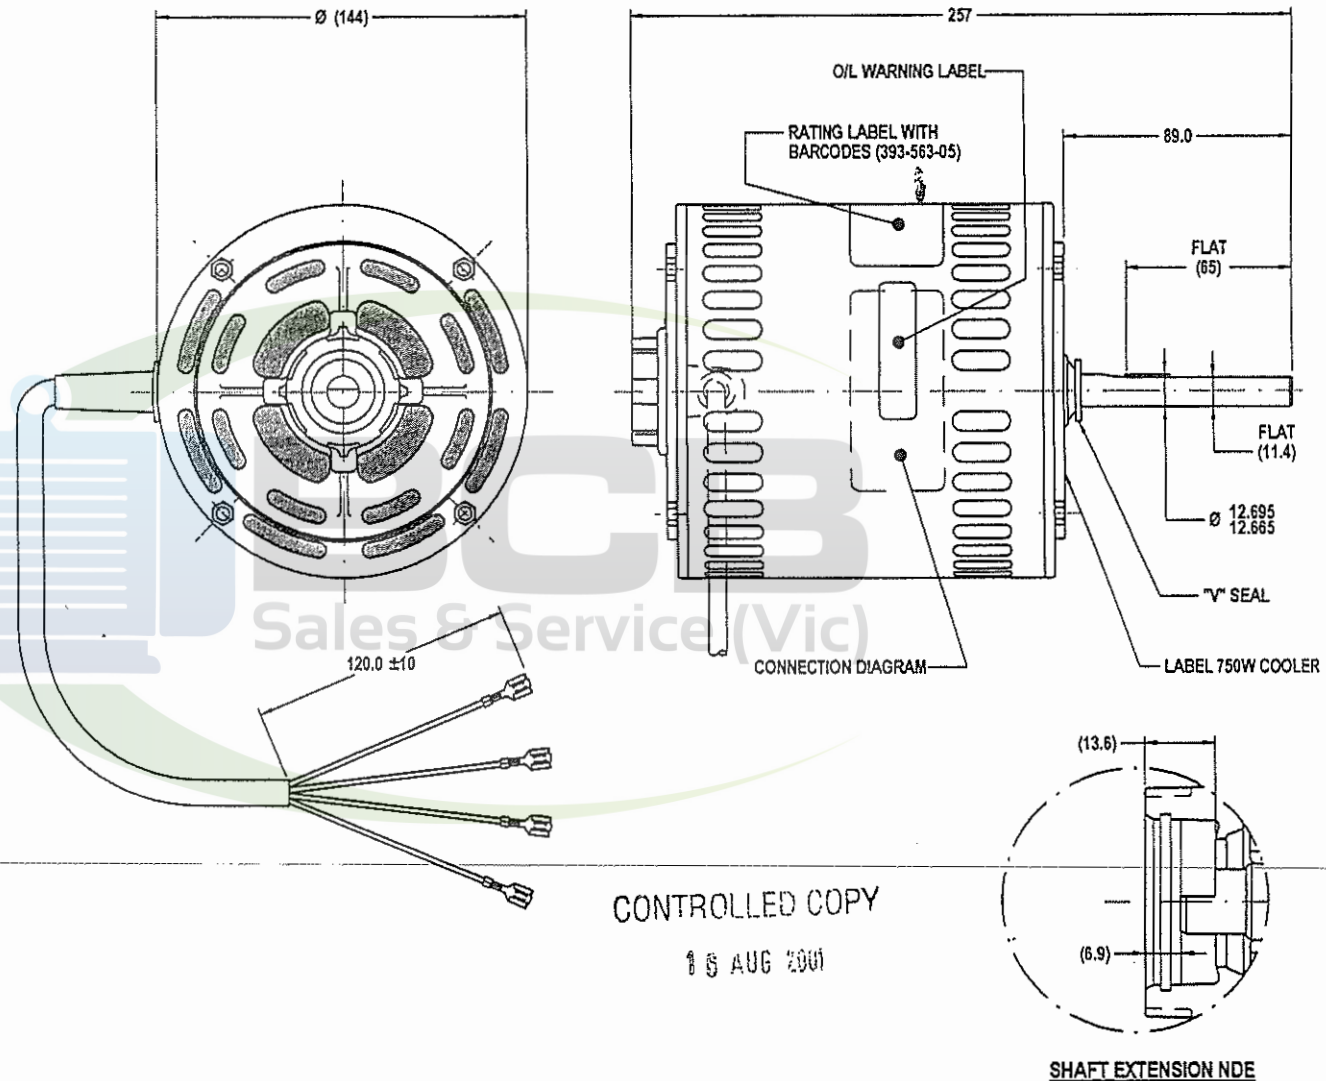 Ø (144)
257
O/L WARNING LABEL
RATING LABEL WITH
BARCODES (393-563-05)
89.0
FLAT
(65)
FLAT
(11.4)
Ø 12.695
12.665
"V" SEAL
LABEL 750W COOLER
CONNECTION DIAGRAM
BCB
Sales & Service (Vic)
120.0 ±10
(13.6)
(6.9)
CONTROLLED COPY
AUG 2001
SHAFT EXTENSION NDE